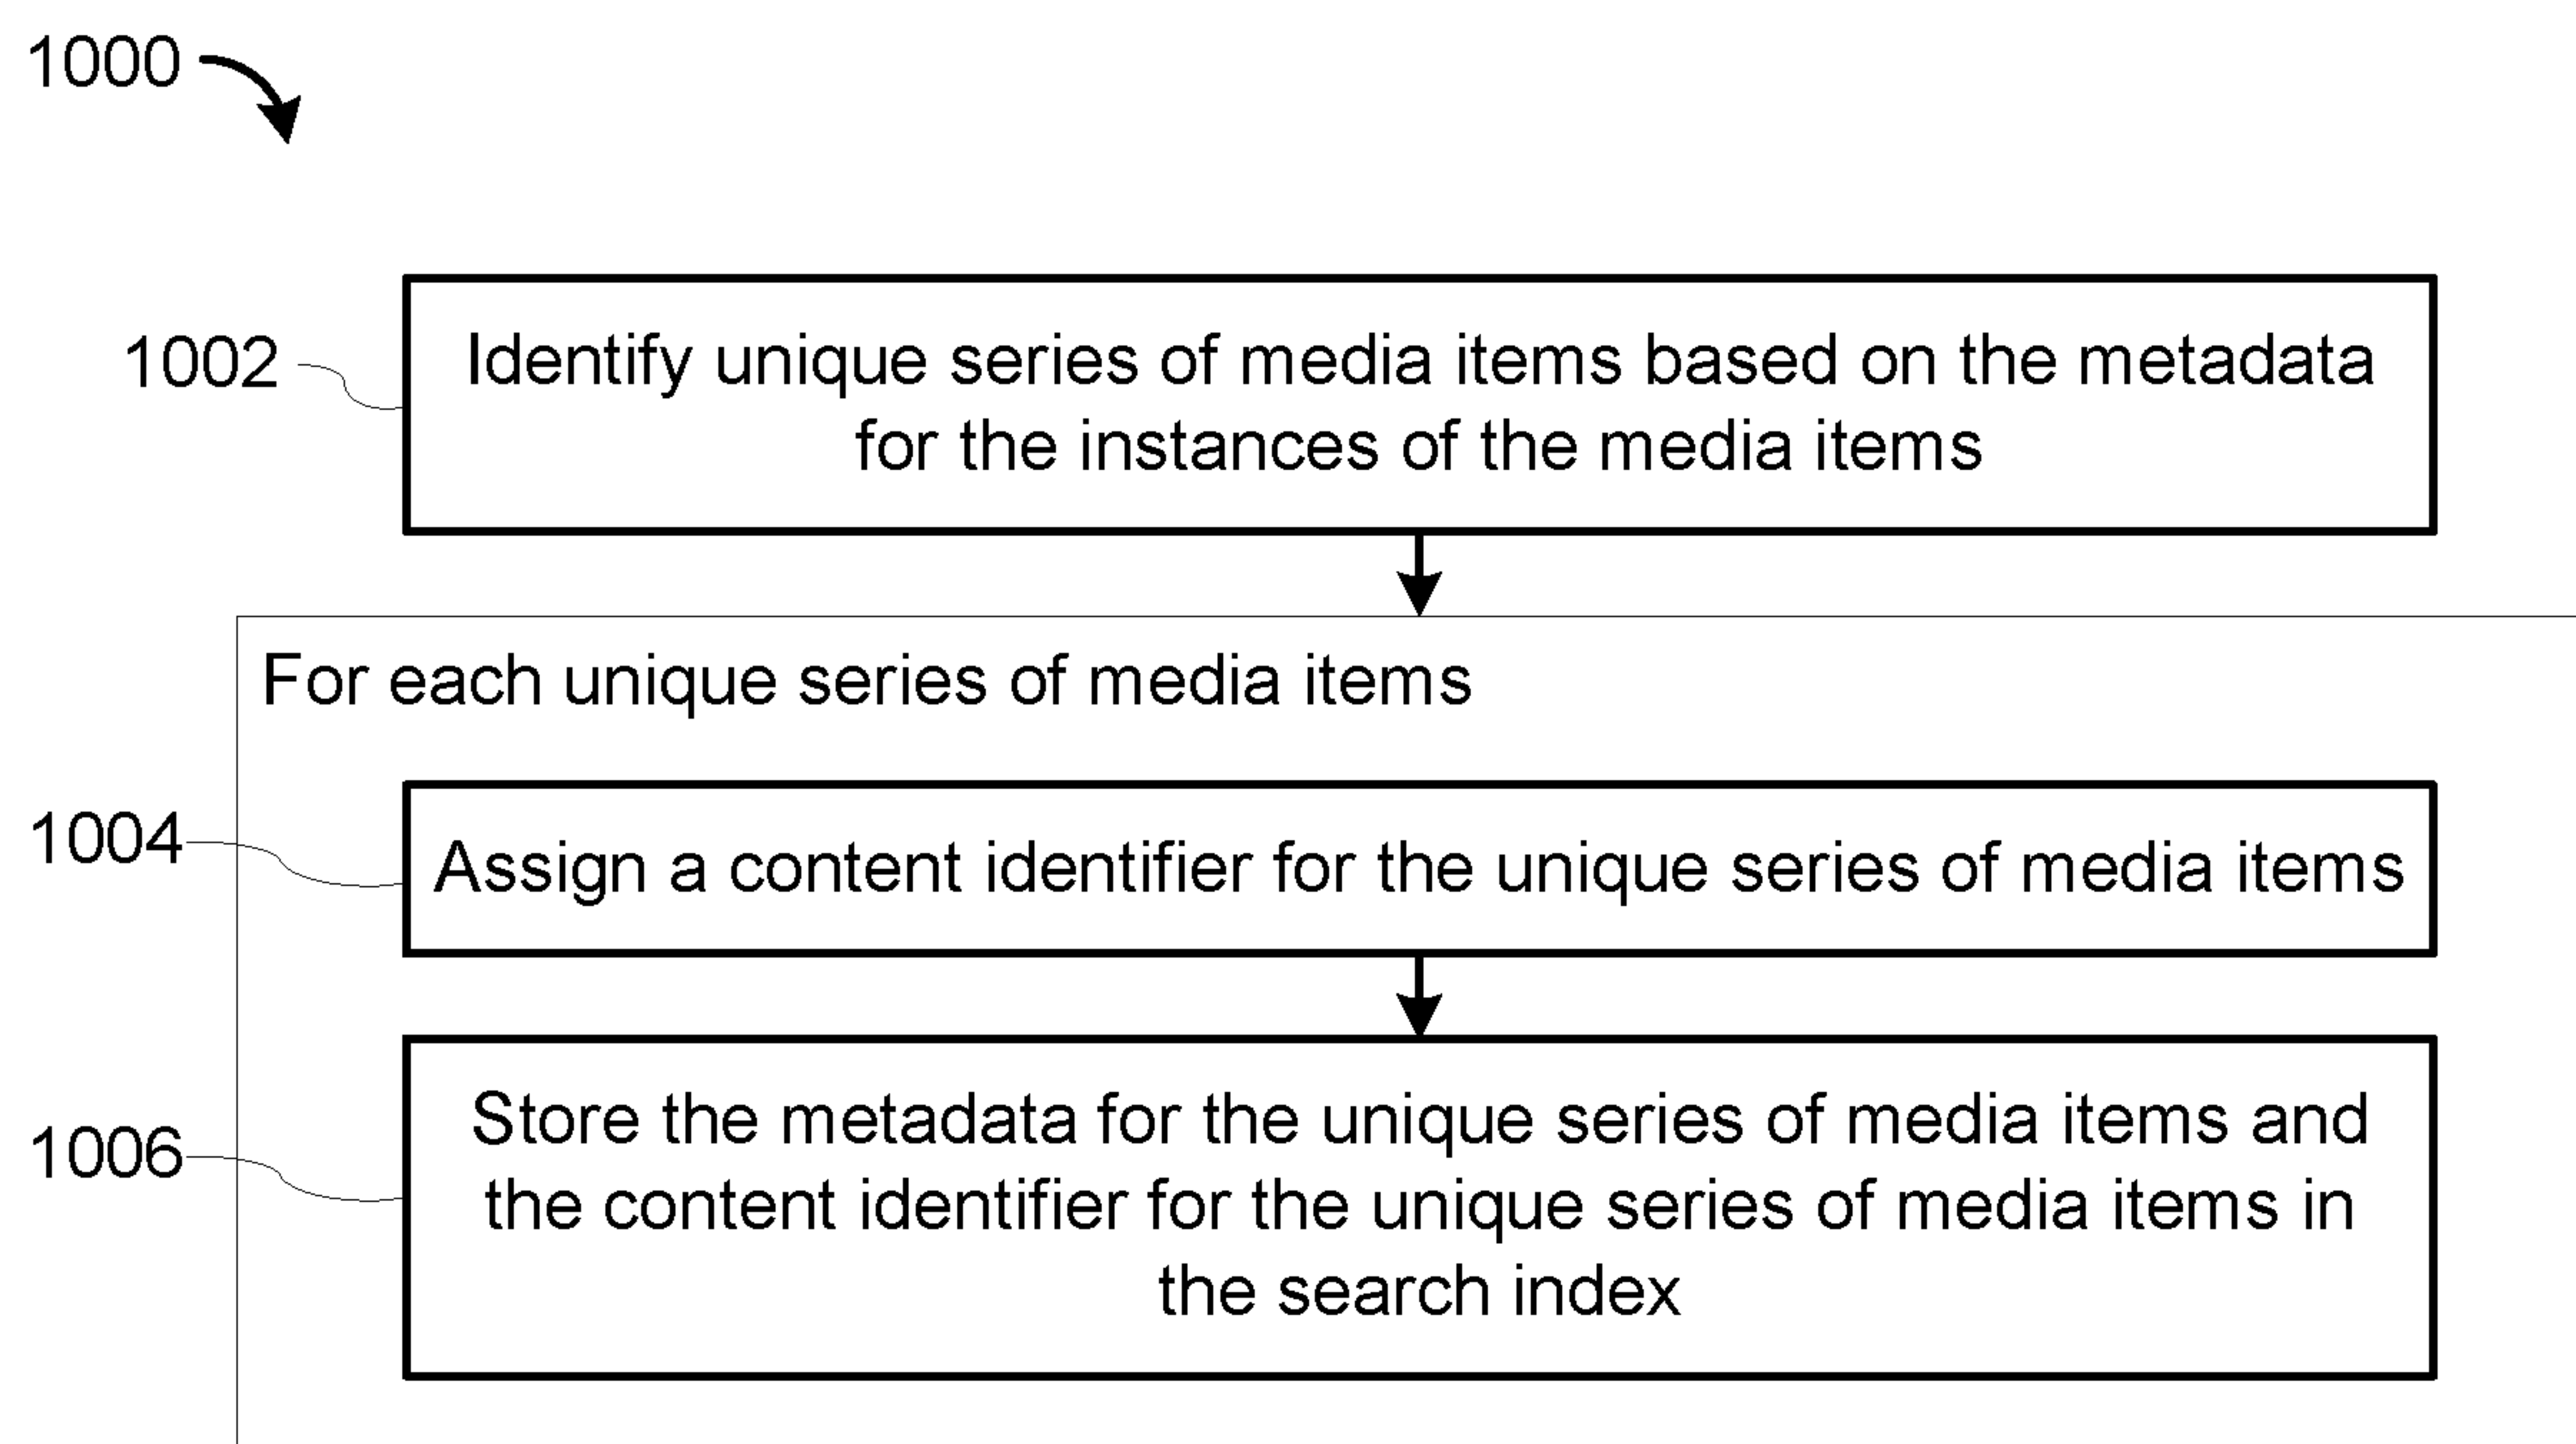 1000
1002
Identify unique series of media items based on the metadata
for the instances of the media items
For each unique series of media items
1004
Assign a content identifier for the unique series of media items
1006
Store the metadata for the unique series of media items and
the content identifier for the unique series of media items in
the search index